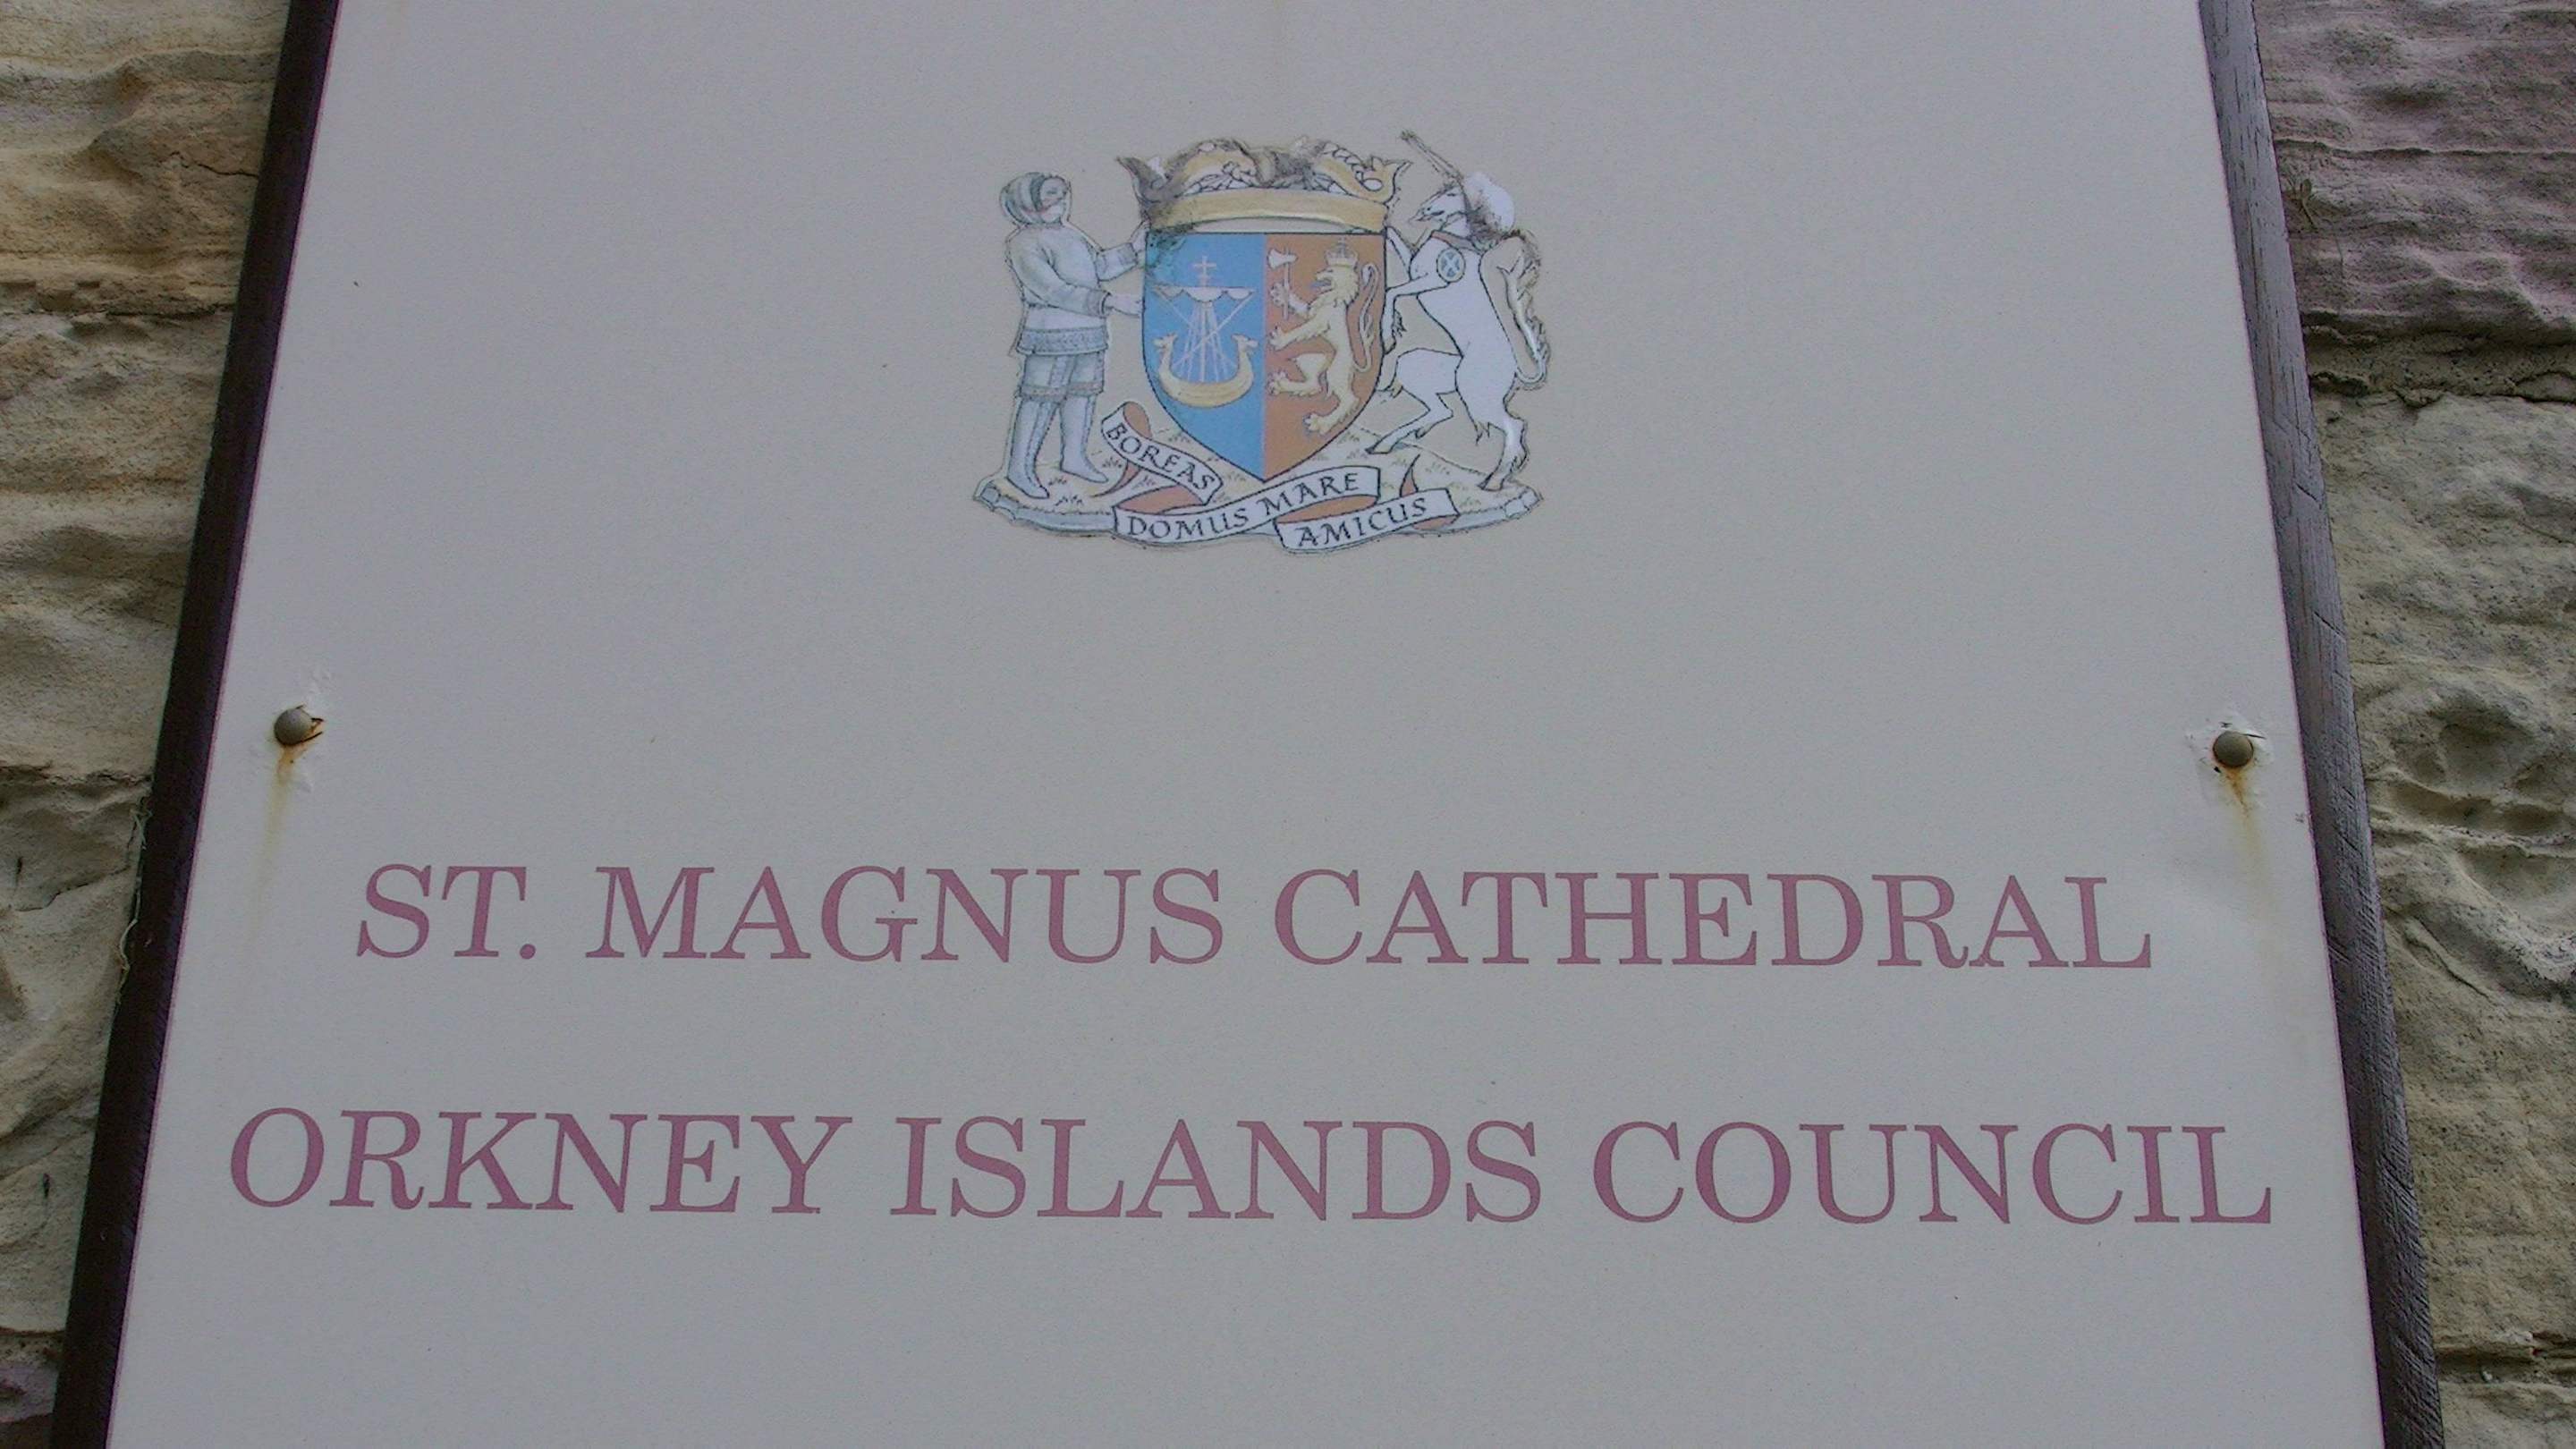 BOREAS
DOMUS MARE
AMICUS
ST. MAGNUS CATHEDRAL
ORKNEY ISLANDS COUNCIL